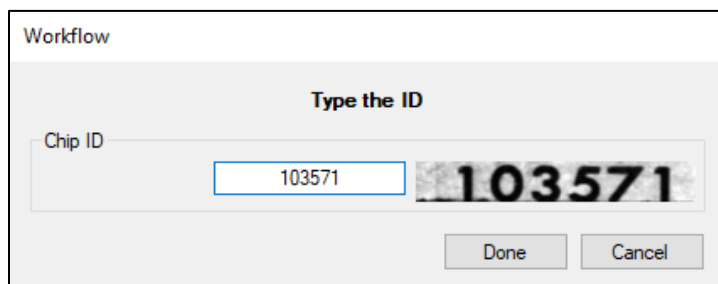 Workflow
Type the ID
Chip ID
103571 103571
Done Cancel